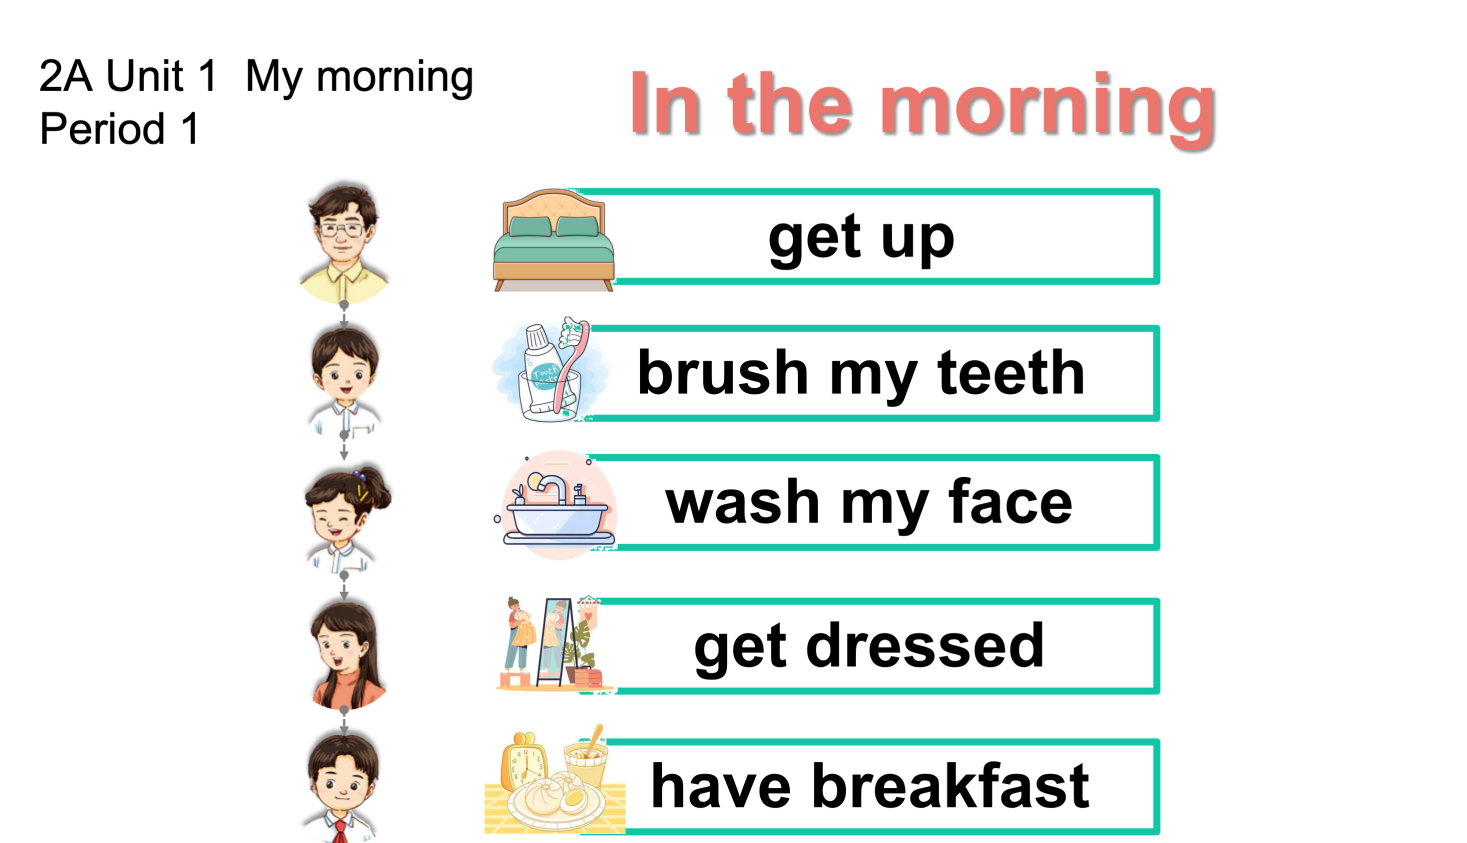 2A Unit 1 My morning
Period 1
In the morning
get up
brush my teeth
wash my face
get dressed
have breakfast